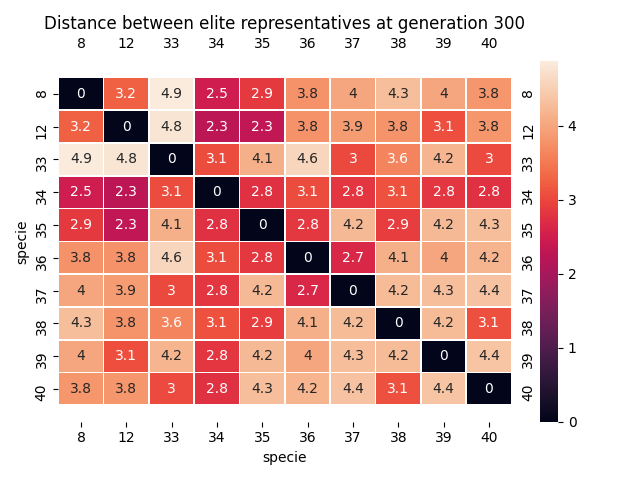 Distance between elite representatives at generation 300
8 12 33 34 35 36 37 38 39 40
8 0 3.2 4.9 2.5 2.9 3.8 4 4.3 4 3.8 8
12 3.2 0 4.8 2.3 2.3 3.8 3.9 3.8 3.1 3.8 12
33 4.9 4.8 0 3.1 4.1 4.6 3 3.6 4.2 3 33
34 2.5 2.3 3.1 0 2.8 3.1 2.8 3.1 2.8 2.8 34
35 2.9 2.3 4.1 2.8 0 2.8 4.2 2.9 4.2 4.3 35
36 3.8 3.8 4.6 3.1 2.8 0 2.7 4.1 4 4.2 36
37 4 3.9 3 2.8 4.2 2.7 0 4.2 4.3 4.4 37
38 4.3 3.8 3.6 3.1 2.9 4.1 4.2 0 4.2 3.1 38
39 4 3.1 4.2 2.8 4.2 4 4.3 4.2 0 4.4 39
40 3.8 3.8 3 2.8 4.3 4.2 4.4 3.1 4.4 0 40
8 12 33 34 35 36 37 38 39 40
specie
specie
4
3
2
1
0